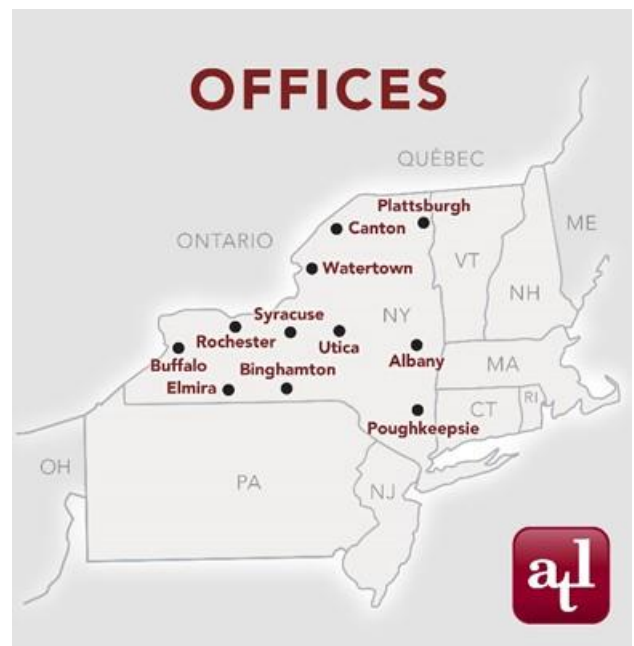 OFFICES
QUÉBEC
Plattsburgh
Canton
ME
ONTARIO
VT
Watertown
NH
Syracuse
NY
Rochester
Utica
Albany
MA
Buffalo
Binghamton
Elmira
RI
CT
Poughkeepsie
OH
PA
NJ
atl